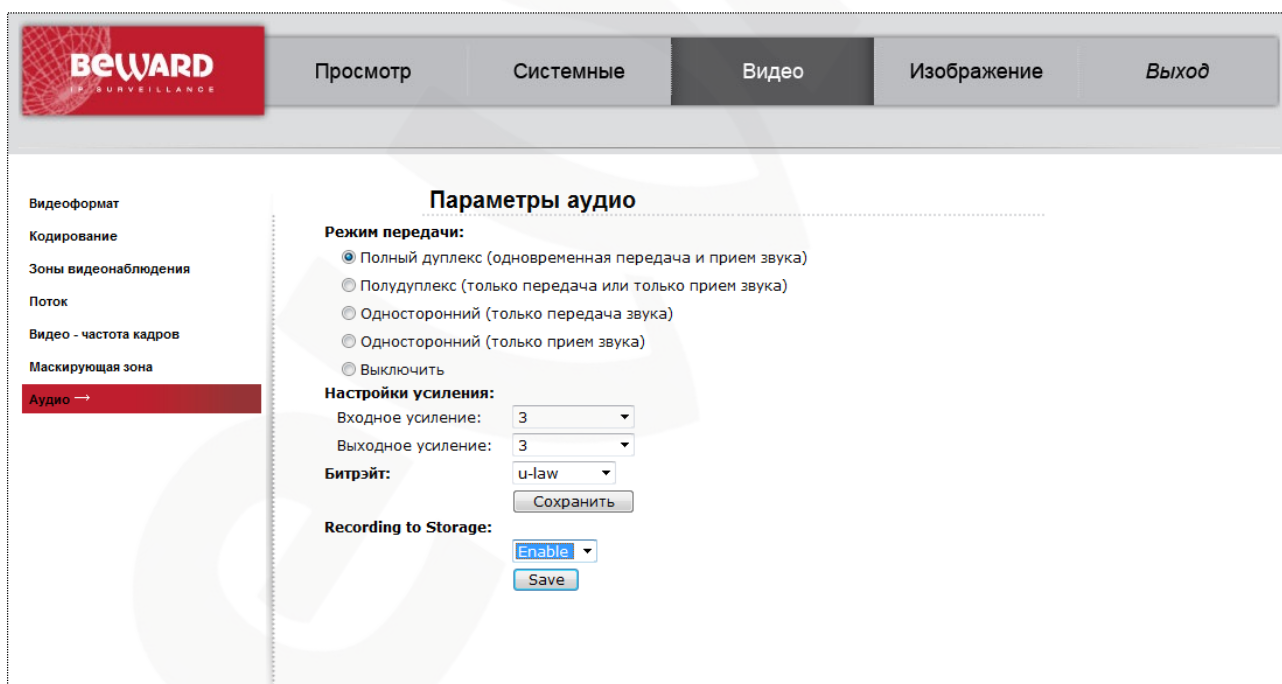 BEWARD
IP SURVEILLANCE
Просмотр
Системные
Видео
Изображение
Выход
Видеоформат
Кодирование
Зоны видеонаблюдения
Поток
Видео - частота кадров
Маскирующая зона
Аудио →
Параметры аудио
Режим передачи:
Полный дуплекс (одновременная передача и прием звука)
Полудуплекс (только передача или только прием звука)
Односторонний (только передача звука)
Односторонний (только прием звука)
Выключить
Настройки усиления:
Входное усиление: 3
Выходное усиление: 3
Битрэйт: u-law
Сохранить
Recording to Storage:
Enable
Save